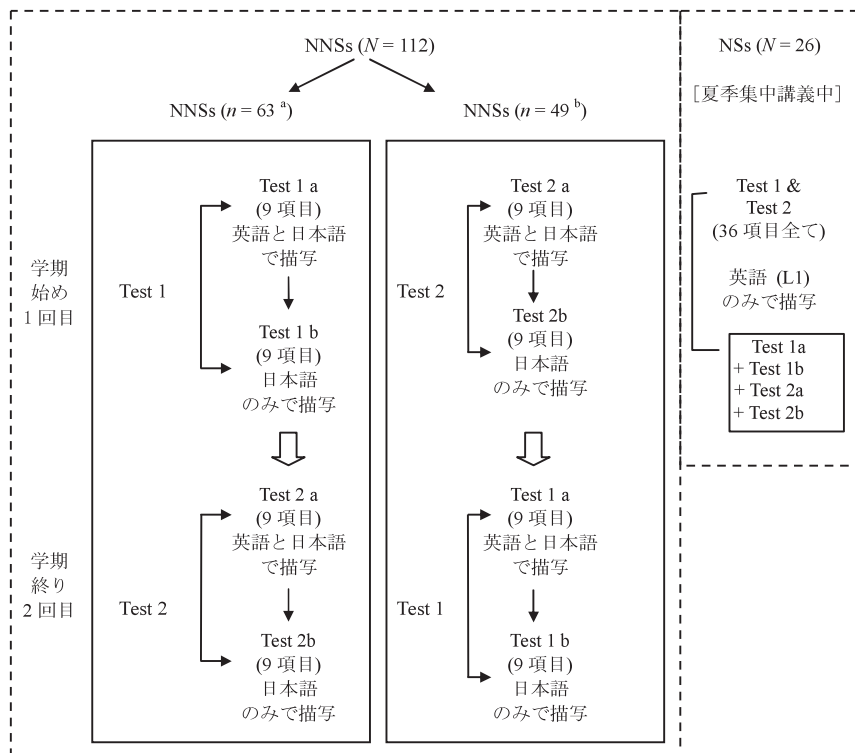 NNSs (N = 112)
NNSs (n = 63 a)
NNSs (n = 49 b)
学期
始め
1 回目
Test 1
Test 1 a
(9 項目)
英語と日本語
で描写
Test 1 b
(9 項目)
日本語
のみで描写
Test 2
Test 2 a
(9 項目)
英語と日本語
で描写
Test 2b
(9 項目)
日本語
のみで描写
学期
終り
2 回目
Test 2
Test 2 a
(9 項目)
英語と日本語
で描写
Test 2b
(9 項目)
日本語
のみで描写
Test 1
Test 1 a
(9 項目)
英語と日本語
で描写
Test 1 b
(9 項目)
日本語
のみで描写
NSs (N = 26)
[夏季集中講義中]
Test 1 &
Test 2
(36 項目全て)
英語 (L1)
のみで描写
Test 1a
+ Test 1b
+ Test 2a
+ Test 2b